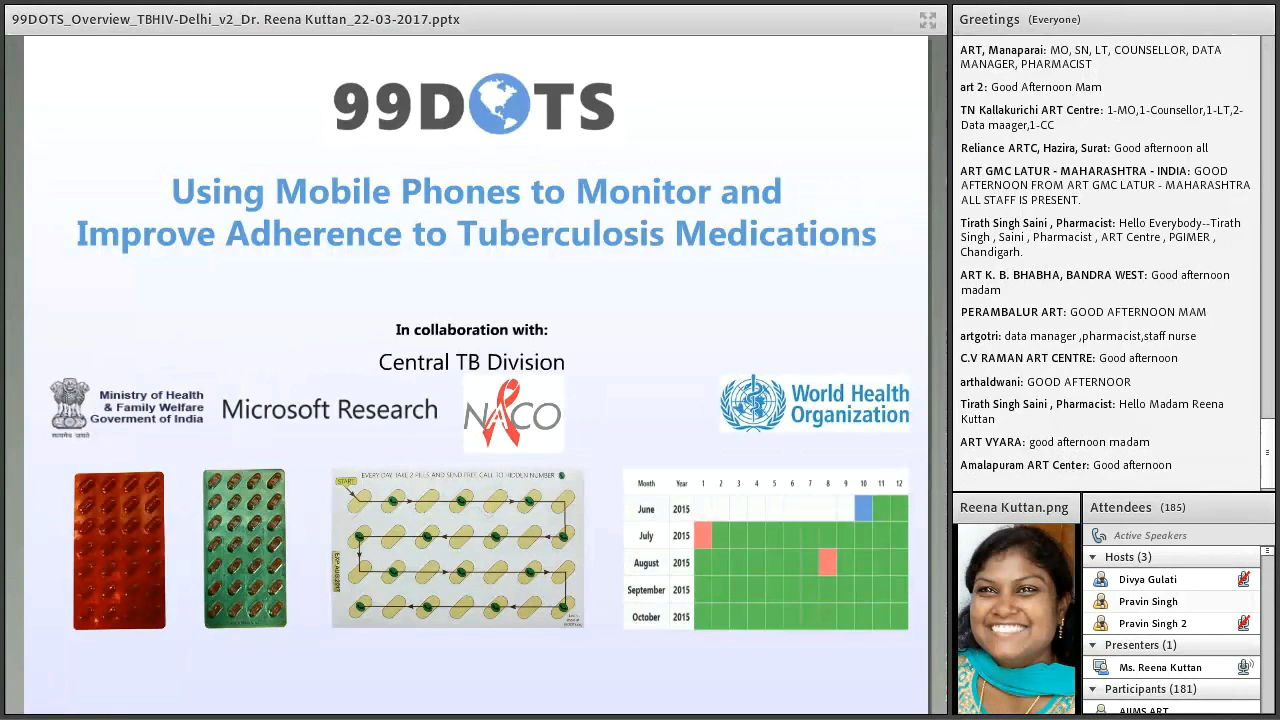 99DOTS_Overview_TBHIV-Delhi_v2_Dr. Reena Kuttan_22-03-2017.pptx
99DOTS
Using Mobile Phones to Monitor and
Improve Adherence to Tuberculosis Medications
In collaboration with:
Central TB Division
Ministry of Health
& Family Welfare
Government of India
सत्यमेव जयते
Microsoft Research
NACO
World Health
Organization
EVERY DAY, TAKE 2 PILLS AND SEND FREE CALL TO HIDDEN NUMBER
START
Month Year 1 2 3 4 5 6 7 8 9 10 11 12
June 2015
July 2015
August 2015
September 2015
October 2015
Greetings (Everyone)
ART, Manaparai: MO, SN, LT, COUNSELLOR, DATA
MANAGER, PHARMACIST
art 2: Good Afternoon Mam
TN Kallakurichi ART Centre: 1-MO,1-Counsellor,1-LT,2-
Data maager,1-CC
Reliance ARTC, Hazira, Surat: Good afternoon all
ART GMC LATUR - MAHARASHTRA - INDIA: GOOD
AFTERNOON FROM ART GMC LATUR - MAHARASHTRA
ALL STAFF IS PRESENT.
Tirath Singh Saini , Pharmacist: Hello Everybody--Tirath
Singh , Saini , Pharmacist , ART Centre , PGIMER ,
Chandigarh.
ART K. B. BHABHA, BANDRA WEST: Good afternoon
madam
PERAMBALUR ART: GOOD AFTERNOON MAM
artgotri: data manager ,pharmacist,staff nurse
C.V RAMAN ART CENTRE: Good afternoon
arthaldwani: GOOD AFTERNOOR
Tirath Singh Saini , Pharmacist: Hello Madam Reena
Kuttan
ART VYARA: good afternoon madam
Amalapuram ART Center: Good afternoon
Reena Kuttan.png
Attendees (185)
Active Speakers
Hosts (3)
Divya Gulati
Pravin Singh
Pravin Singh 2
Presenters (1)
Ms. Reena Kuttan
Participants (181)
AIIMS ART